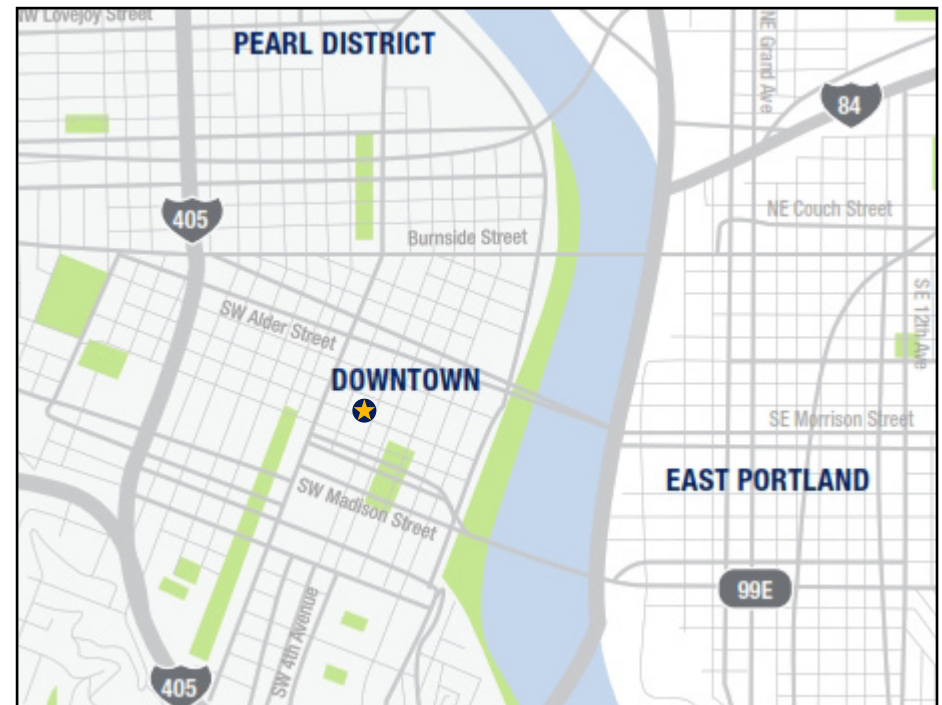 NW Lovejoy Street
PEARL DISTRICT
NE Grand Ave
84
405
NE Couch Street
Burnside Street
SW Alder Street
SE 12th Ave
DOWNTOWN
SE Morrison Street
EAST PORTLAND
SW Madison Street
99E
SW 4th Avenue
405